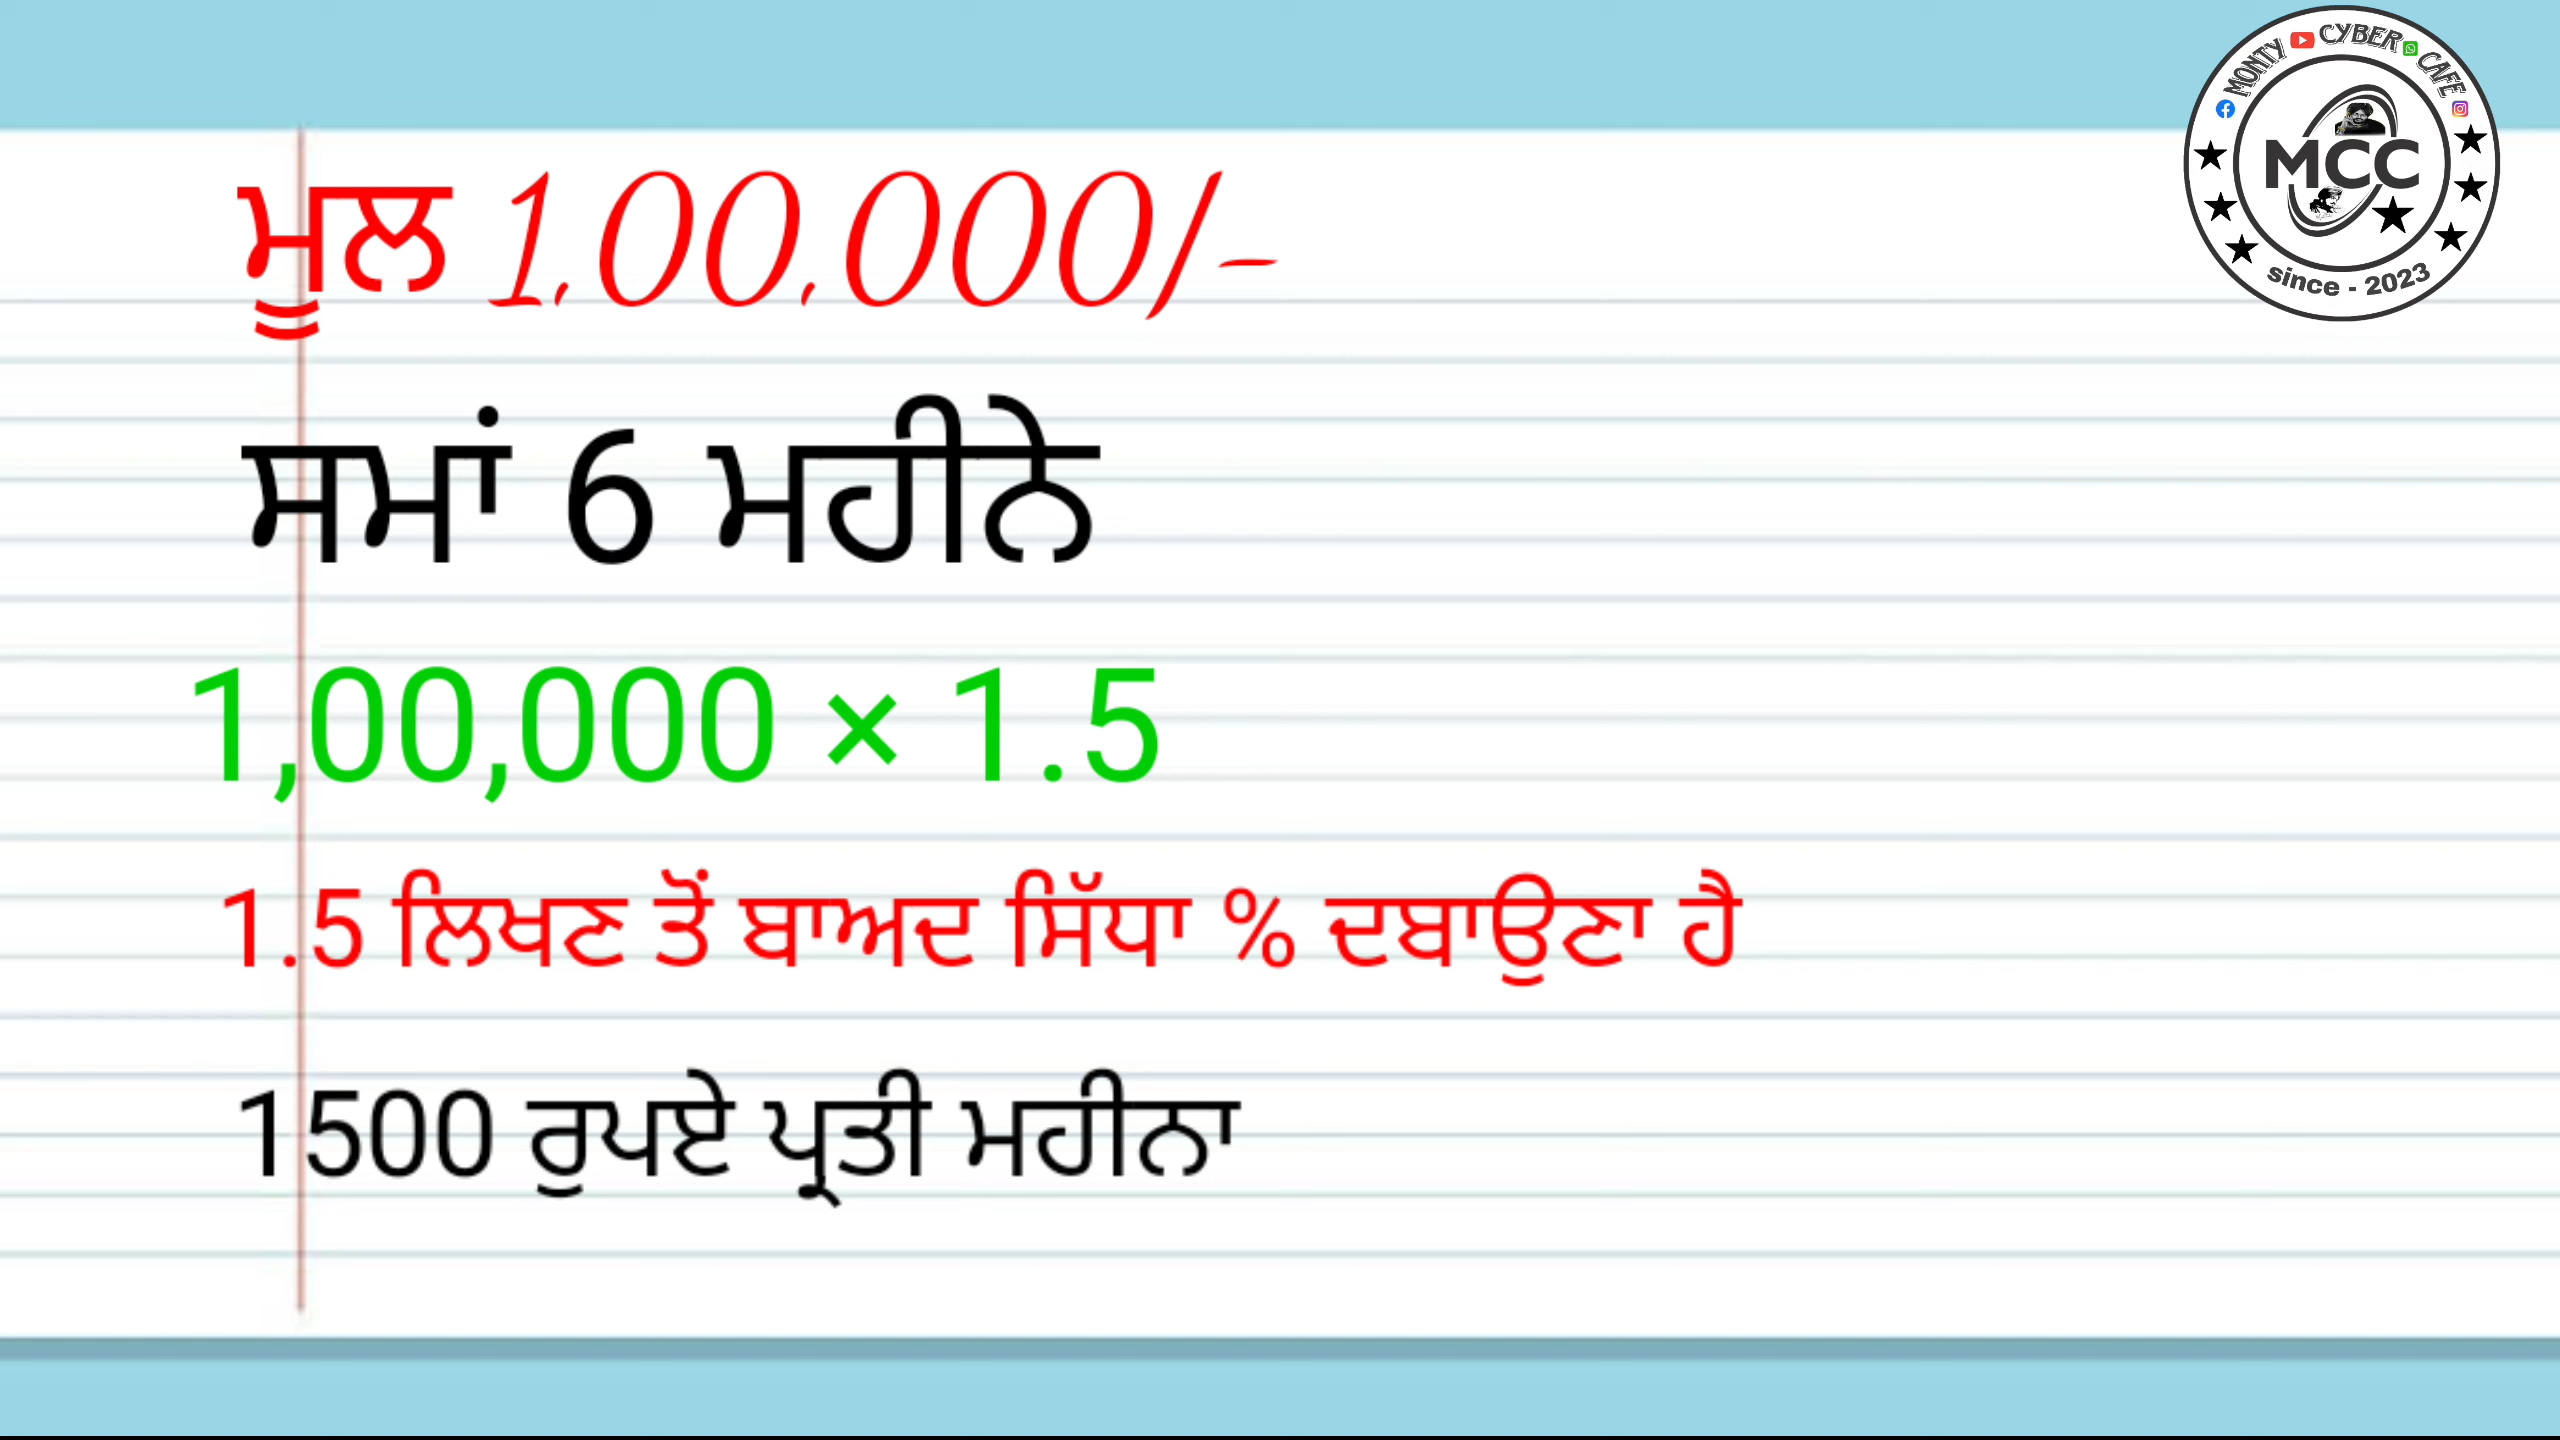 MONTY CYBER CAFE
MCC
since - 2023
ਮੂਲ 1,00,000/-
ਸਮਾਂ 6 ਮਹੀਨੇ
1,00,000 × 1.5
1.5 ਲਿਖਣ ਤੋਂ ਬਾਅਦ ਸਿੱਧਾ % ਦਬਾਉਣਾ ਹੈ
1500 ਰੁਪਏ ਪ੍ਰਤੀ ਮਹੀਨਾ